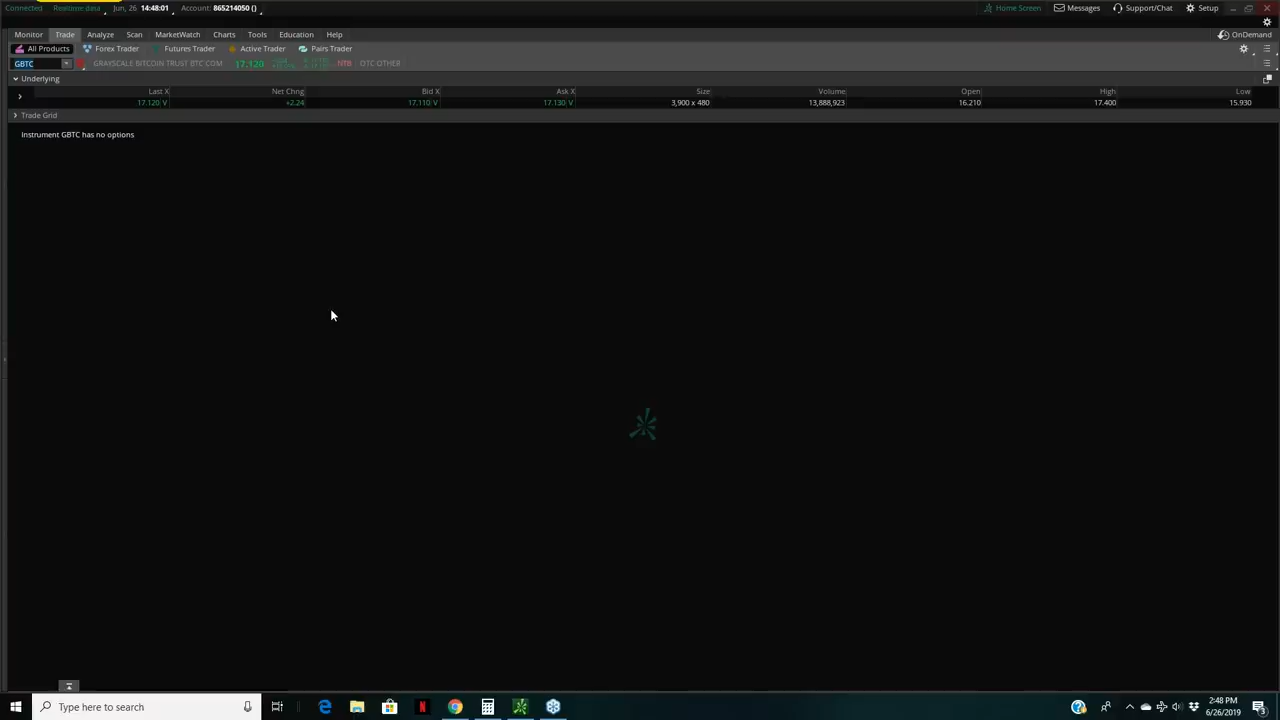 Connected Realtime data Jun, 26 14:48:01 Account: 865214050 () Home Screen Messages Support/Chat Setup
Monitor Trade Analyze Scan MarketWatch Charts Tools Education Help OnDemand
All Products Forex Trader Futures Trader Active Trader Pairs Trader
GBTC GRAYSCALE BITCOIN TRUST BTC COM 17.120 NTB OTC OTHER
Underlying
Last X Net Chng Bid X Ask X Size Volume Open High Low
17.120 V +2.24 17.110 V 17.130 V 3,900 x 480 13,888,923 16.210 17.400 15.930
Trade Grid
Instrument GBTC has no options
Type here to search
2:48 PM
6/26/2019